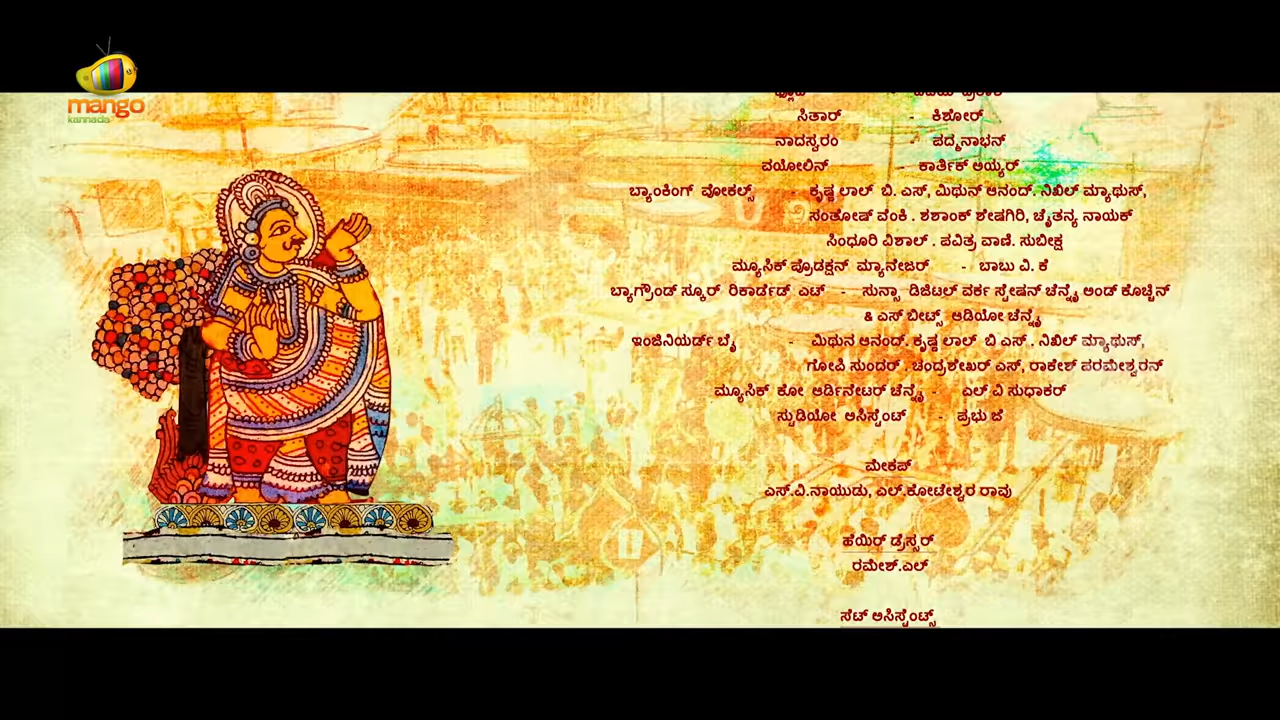 mango
kannada
ಸಿತಾರ್ - ಕಿಶೋರ್
ನಾದಸ್ವರಂ - ಪದ್ಮನಾಭನ್
ವಯೋಲಿನ್ - ಕಾರ್ತಿಕ್ ಅಯ್ಯರ್
ಬ್ಯಾಂಕಿಂಗ್ ವೋಕಲ್ಸ್ - ಕೃಷ್ಣ ಲಾಲ್ ಬಿ. ಎಸ್, ಮಿಥುನ್ ಆನಂದ್. ನಿಖಿಲ್ ಮ್ಯಾಥುಸ್,
ಸಂತೋಷ್ ವೆಂಕಿ . ಶಶಾಂಕ್ ಶೇಷಗಿರಿ, ಚೈತನ್ಯ ನಾಯಕ್
ಸಿಂಧೂರಿ ವಿಶಾಲ್ . ಪವಿತ್ರ ವಾಣಿ. ಸುಬೀಕ್ಷ
ಮ್ಯೂಸಿಕ್ ಪ್ರೊಡಕ್ಷನ್ ಮ್ಯಾನೇಜರ್ - ಬಾಬು ವಿ. ಕೆ
ಬ್ಯಾಗ್ರೌಂಡ್ ಸ್ಕೂರ್ ರಿಕಾರ್ಡೆಡ್ ಎಟ್ - ಸುನ್ಸಾ ಡಿಜಿಟಲ್ ವರ್ಕ ಸ್ಟೇಷನ್ ಚೆನ್ನೈ ಅಂಡ್ ಕೊಚ್ಚಿನ್
& ಎಸ್ ಬೀಟ್ಸ್ ಆಡಿಯೋ ಚೆನ್ನೈ
ಇಂಜಿನಿಯರ್ಡ್ ಬೈ - ಮಿಥುನ ಆನಂದ್, ಕೃಷ್ಣ ಲಾಲ್ ಬಿ ಎಸ್ . ನಿಖಿಲ್ ಮ್ಯಾಥುಸ್,
ಗೋಪಿ ಸುಂದರ್ . ಚಂದ್ರಶೇಖರ್ ಎಸ್, ರಾಕೇಶ್ ಪರಮೇಶ್ವರನ್
ಮ್ಯೂಸಿಕ್ ಕೋ ಆರ್ಡಿನೇಟರ್ ಚೆನ್ನೈ - ಎಲ್ ವಿ ಸುಧಾಕರ್
ಸ್ಟುಡಿಯೋ ಅಸಿಸ್ಟೆಂಟ್ - ಪ್ರಭು ಜೆ
ಮೇಕಪ್
ಎಸ್.ವಿ.ನಾಯುಡು, ಎಲ್.ಕೋಟೇಶ್ವರ ರಾವು
ಹೆಯಿರ್ ಡ್ರೆಸ್ಸರ್
ರಮೇಶ್.ಎಲ್
ಸೆಟ್ ಅಸಿಸ್ಟೆಂಟ್ಸ್